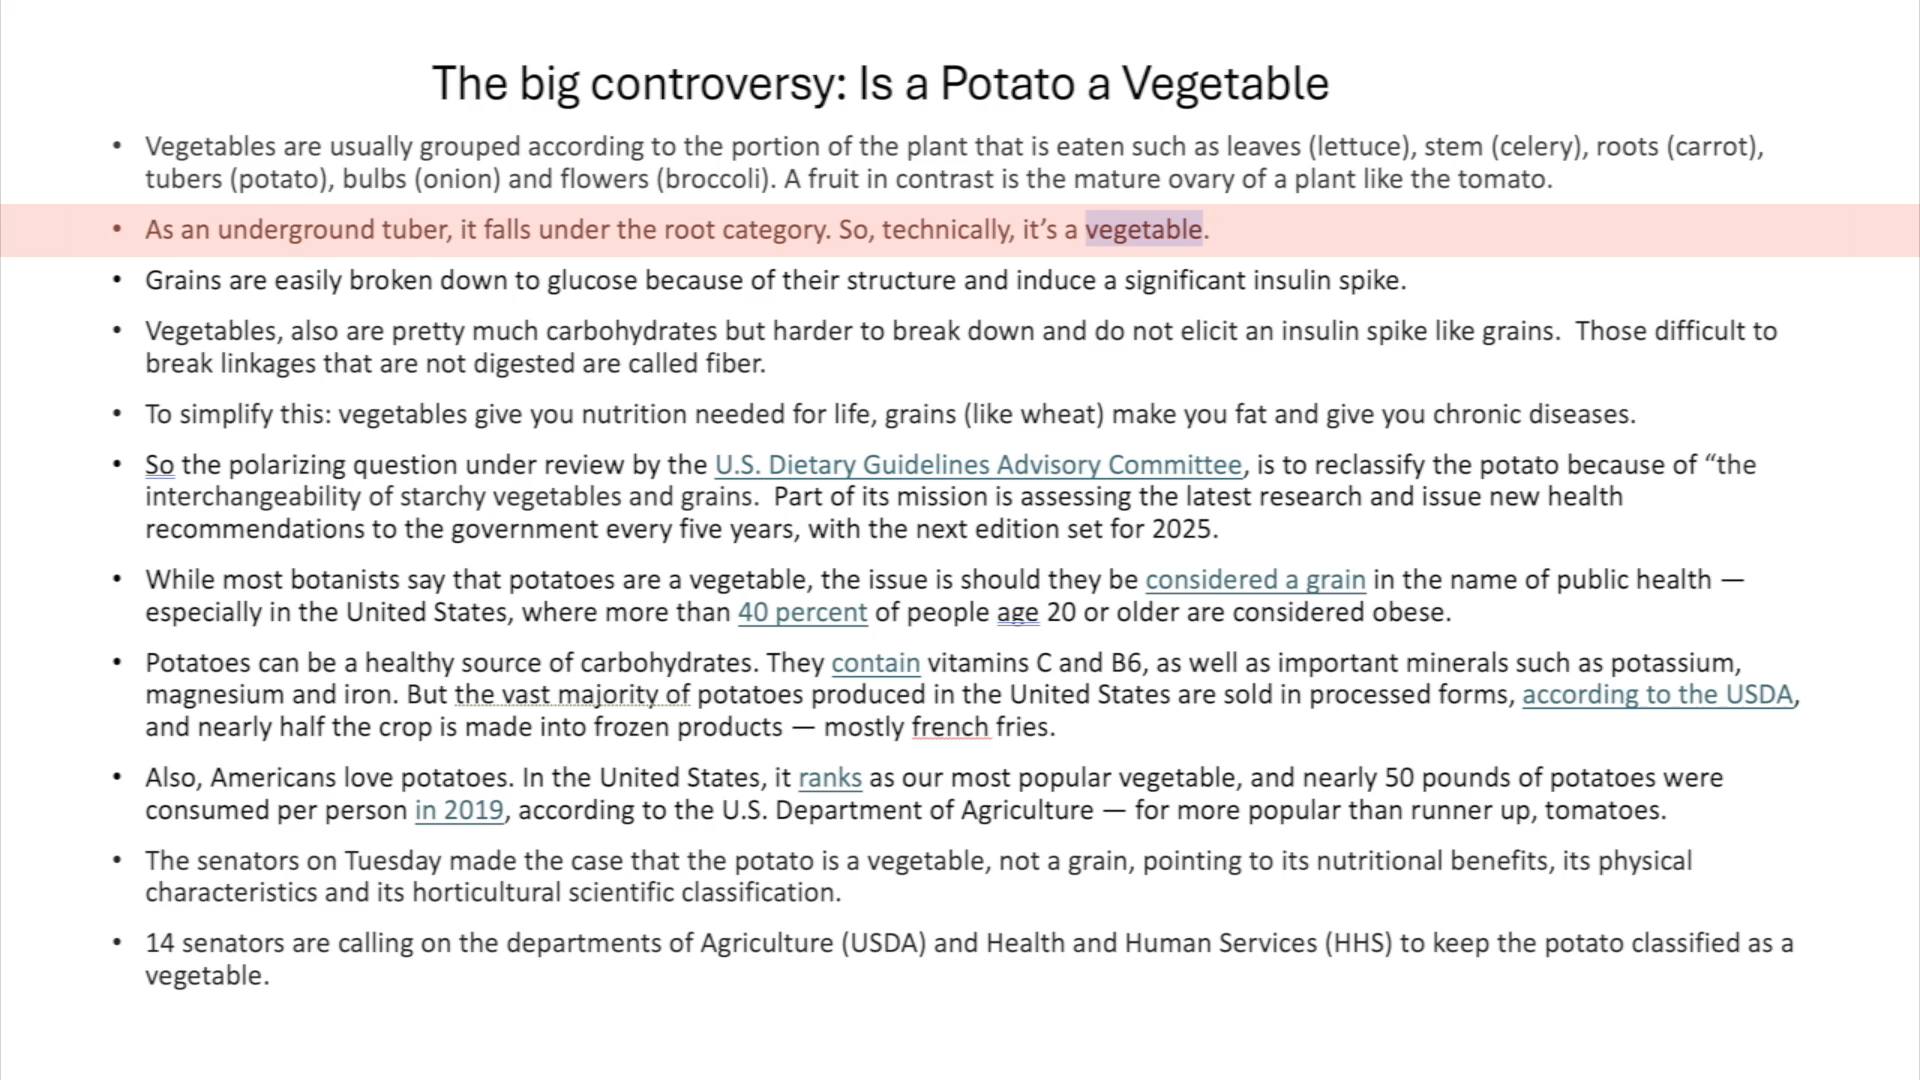 The big controversy: Is a Potato a Vegetable
• Vegetables are usually grouped according to the portion of the plant that is eaten such as leaves (lettuce), stem (celery), roots (carrot),
tubers (potato), bulbs (onion) and flowers (broccoli). A fruit in contrast is the mature ovary of a plant like the tomato.
• As an underground tuber, it falls under the root category. So, technically, it’s a vegetable.
• Grains are easily broken down to glucose because of their structure and induce a significant insulin spike.
• Vegetables, also are pretty much carbohydrates but harder to break down and do not elicit an insulin spike like grains.  Those difficult to
break linkages that are not digested are called fiber.
• To simplify this: vegetables give you nutrition needed for life, grains (like wheat) make you fat and give you chronic diseases.
• So the polarizing question under review by the U.S. Dietary Guidelines Advisory Committee, is to reclassify the potato because of “the
interchangeability of starchy vegetables and grains.  Part of its mission is assessing the latest research and issue new health
recommendations to the government every five years, with the next edition set for 2025.
• While most botanists say that potatoes are a vegetable, the issue is should they be considered a grain in the name of public health —
especially in the United States, where more than 40 percent of people age 20 or older are considered obese.
• Potatoes can be a healthy source of carbohydrates. They contain vitamins C and B6, as well as important minerals such as potassium,
magnesium and iron. But the vast majority of potatoes produced in the United States are sold in processed forms, according to the USDA,
and nearly half the crop is made into frozen products — mostly french fries.
• Also, Americans love potatoes. In the United States, it ranks as our most popular vegetable, and nearly 50 pounds of potatoes were
consumed per person in 2019, according to the U.S. Department of Agriculture — for more popular than runner up, tomatoes.
• The senators on Tuesday made the case that the potato is a vegetable, not a grain, pointing to its nutritional benefits, its physical
characteristics and its horticultural scientific classification.
• 14 senators are calling on the departments of Agriculture (USDA) and Health and Human Services (HHS) to keep the potato classified as a
vegetable.